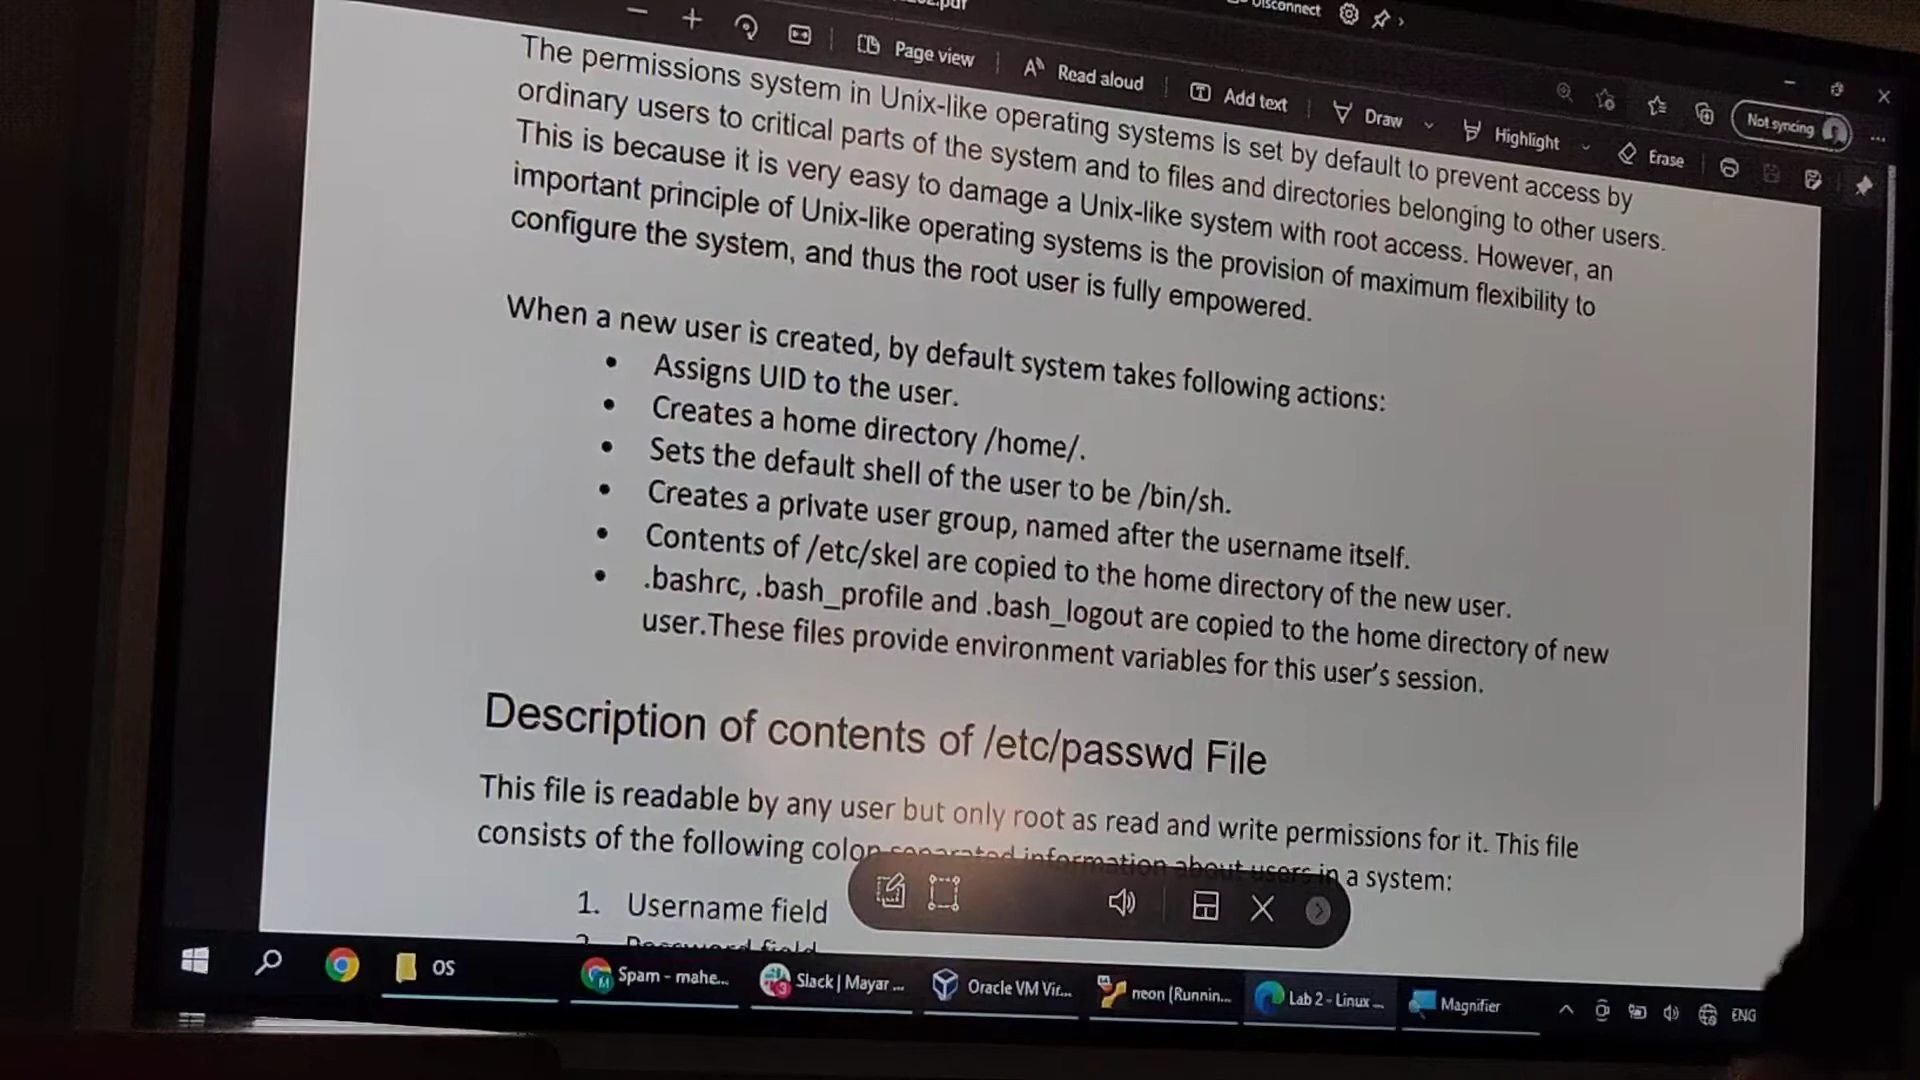 Disconnect
Page view
Read aloud
Add text
Draw
Highlight
Erase
Not syncing
The permissions system in Unix-like operating systems is set by default to prevent access by
ordinary users to critical parts of the system and to files and directories belonging to other users.
This is because it is very easy to damage a Unix-like system with root access. However, an
important principle of Unix-like operating systems is the provision of maximum flexibility to
configure the system, and thus the root user is fully empowered.
When a new user is created, by default system takes following actions:
• Assigns UID to the user.
• Creates a home directory /home/.
• Sets the default shell of the user to be /bin/sh.
• Creates a private user group, named after the username itself.
• Contents of /etc/skel are copied to the home directory of the new user.
• .bashrc, .bash_profile and .bash_logout are copied to the home directory of new
user.These files provide environment variables for this user's session.
Description of contents of /etc/passwd File
This file is readable by any user but only root as read and write permissions for it. This file
consists of the following colon separated information about users in a system:
1. Username field
2. Password field
OS
Spam - mahe...
Slack | Mayar ...
Oracle VM Vir...
neon (Runnin...
Lab 2 - Linux ...
Magnifier
ENG